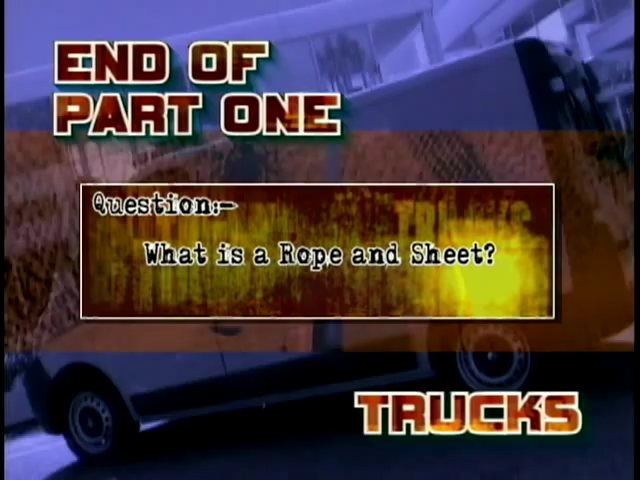 END OF
PART ONE
Question:-
What is a Rope and Sheet?
TRUCKS